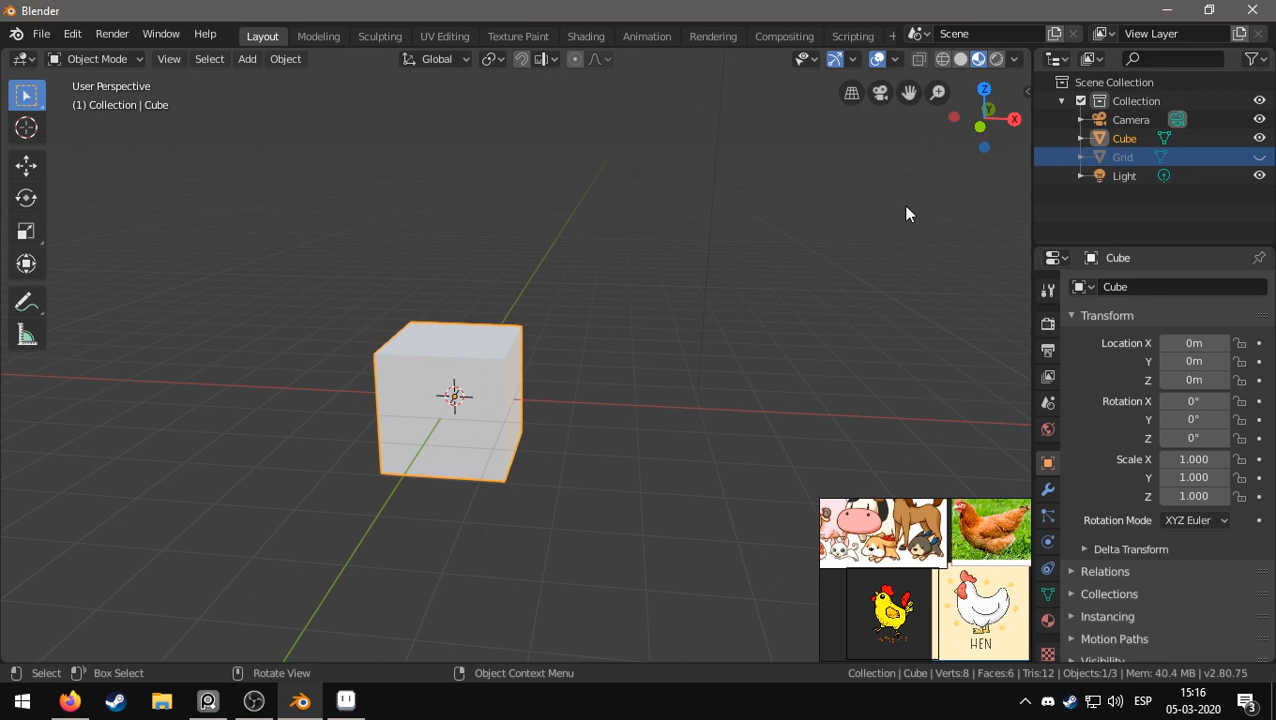 Blender
File Edit Render Window Help
Layout Modeling Sculpting UV Editing Texture Paint Shading Animation Rendering Compositing Scripting +
Scene
View Layer
Object Mode View Select Add Object
Global
User Perspective
(1) Collection | Cube
Z
Y
X
Scene Collection
Collection
Camera
Cube
Grid
Light
Cube
Cube
Transform
Location X 0m
Y 0m
Z 0m
Rotation X 0°
Y 0°
Z 0°
Scale X 1.000
Y 1.000
Z 1.000
Rotation Mode XYZ Euler
Delta Transform
Relations
Collections
Instancing
Motion Paths
Visibility
HEN
Select Box Select Rotate View Object Context Menu
Collection | Cube | Verts:8 | Faces:6 | Tris:12 | Objects:1/3 | Mem: 40.4 MB | v2.80.75
ESP
15:16
05-03-2020
3